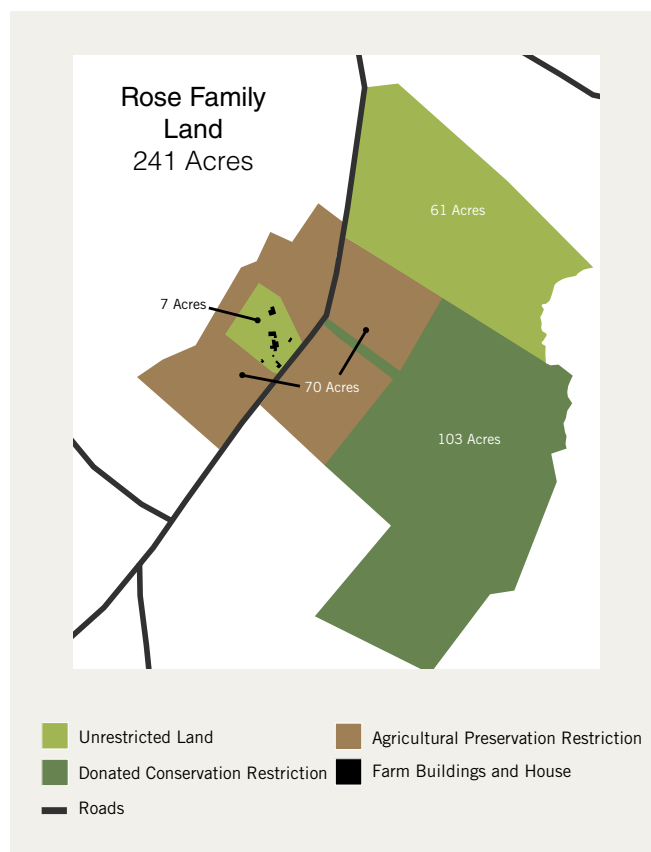 Rose Family
Land
241 Acres
61 Acres
7 Acres
70 Acres
103 Acres
Unrestricted Land
Agricultural Preservation Restriction
Donated Conservation Restriction
Farm Buildings and House
Roads